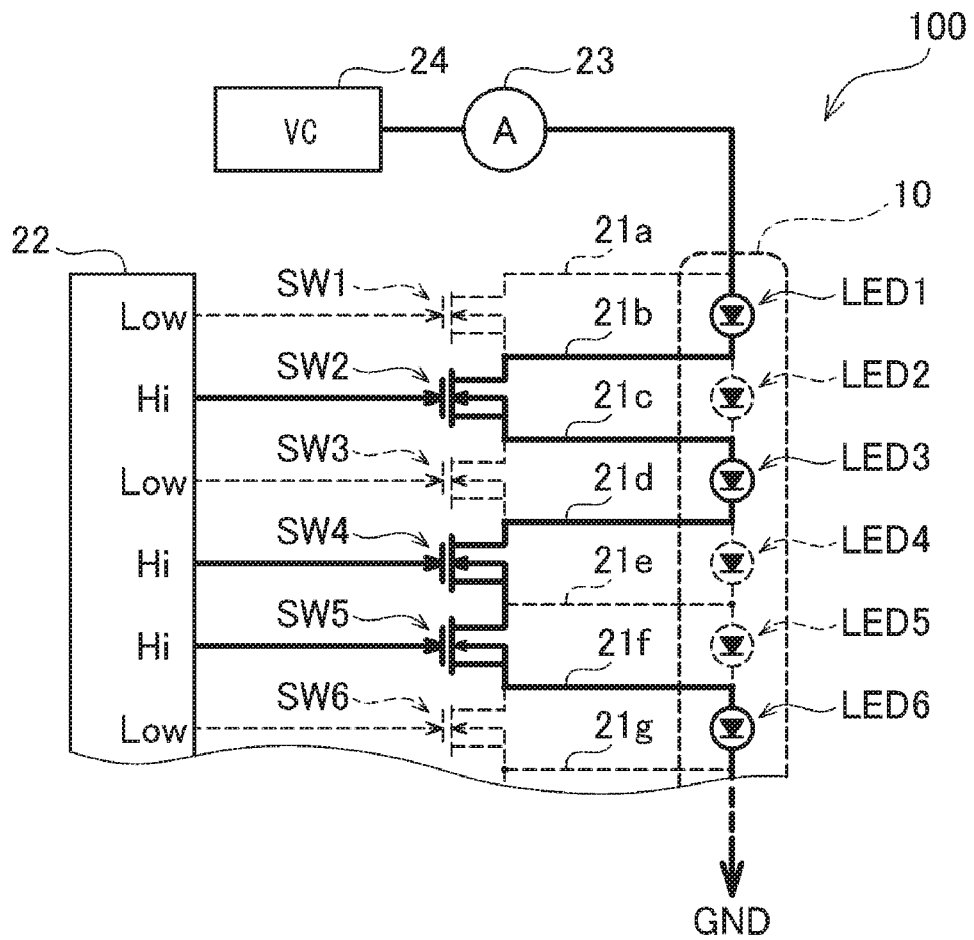 100
24
23
VC
A
10
22
21a
SW1
LED1
Low
21b
SW2
LED2
Hi
21c
SW3
LED3
Low
21d
SW4
LED4
Hi
21e
SW5
LED5
Hi
21f
SW6
LED6
Low
21g
GND